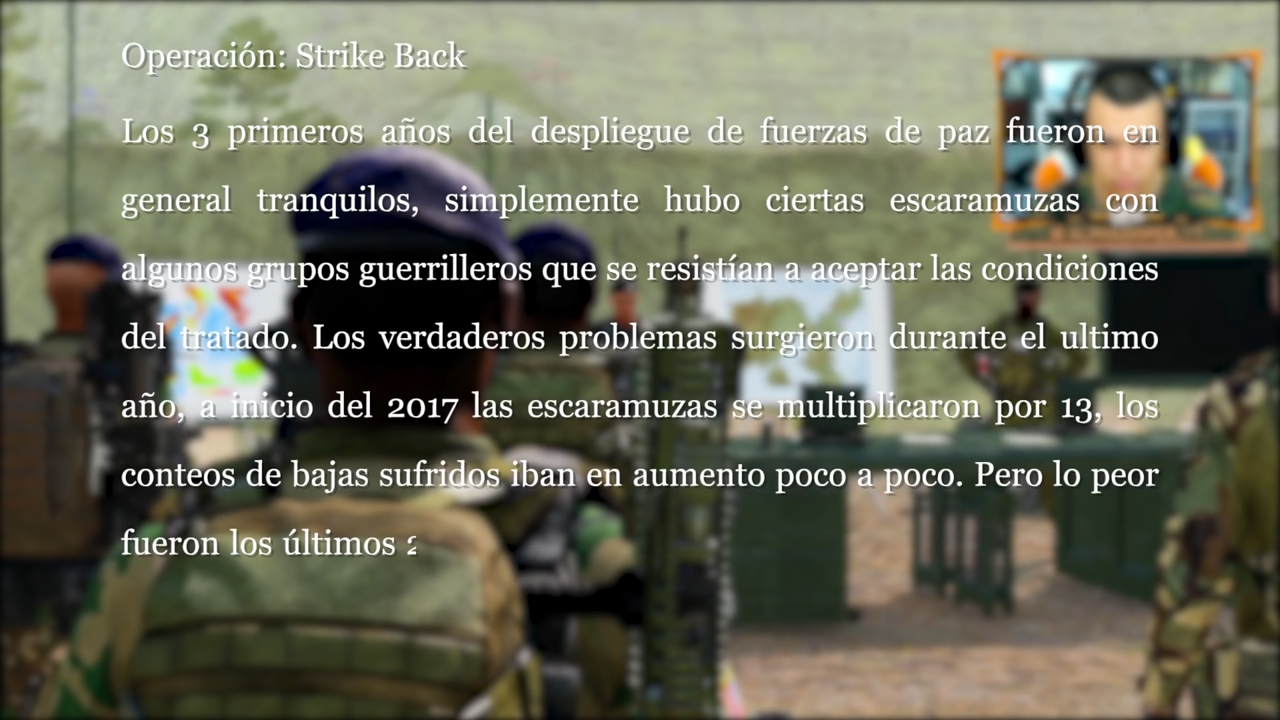 Operación: Strike Back
Los 3 primeros años del despliegue de fuerzas de paz fueron en
general tranquilos, simplemente hubo ciertas escaramuzas con
algunos grupos guerrilleros que se resistían a aceptar las condiciones
del tratado. Los verdaderos problemas surgieron durante el ultimo
año, a inicio del 2017 las escaramuzas se multiplicaron por 13, los
conteos de bajas sufridos iban en aumento poco a poco. Pero lo peor
fueron los últimos